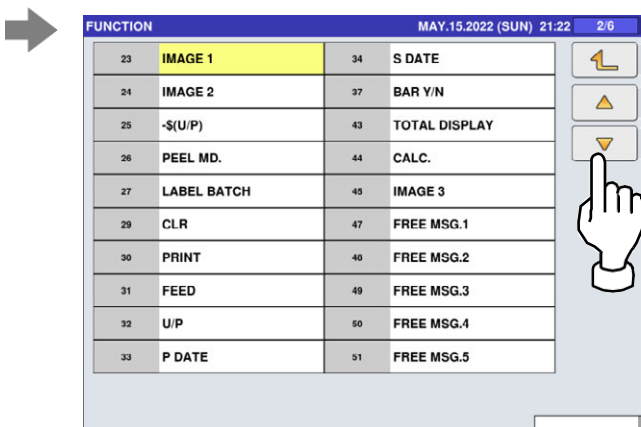 FUNCTION MAY.15.2022 (SUN) 21:22 2/6
23 IMAGE 1 34 S DATE
24 IMAGE 2 37 BAR Y/N
25 -$(U/P) 43 TOTAL DISPLAY
26 PEEL MD. 44 CALC.
27 LABEL BATCH 45 IMAGE 3
29 CLR 47 FREE MSG.1
30 PRINT 48 FREE MSG.2
31 FEED 49 FREE MSG.3
32 U/P 50 FREE MSG.4
33 P DATE 51 FREE MSG.5